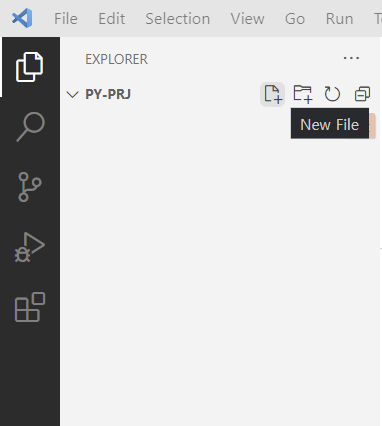 File Edit Selection View Go Run
EXPLORER
PY-PRJ
New File